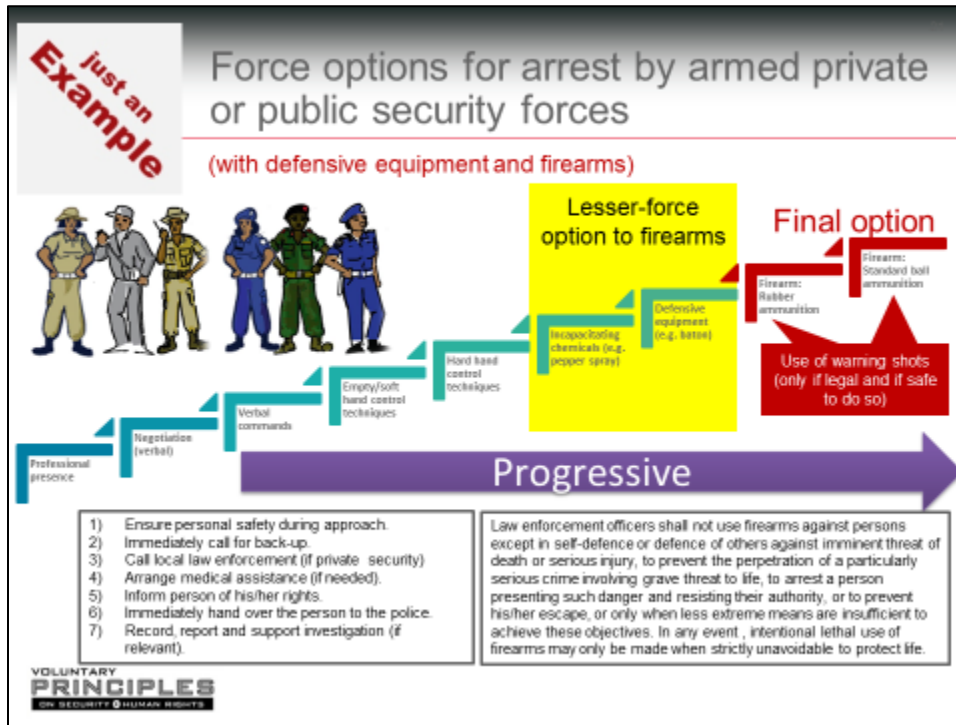 just an
Example
Force options for arrest by armed private
or public security forces
(with defensive equipment and firearms)
Lesser-force
option to firearms
Final option
Professional
presence
Negotiation
(verbal)
Verbal
commands
Empty/soft
hand control
techniques
Hard hand
control
techniques
Incapacitating
chemicals (e.g.
pepper spray)
Defensive
equipment
(e.g. baton)
Firearm:
Rubber
ammunition
Firearm:
Standard ball
ammunition
Use of warning shots
(only if legal and if safe
to do so)
Progressive
1) Ensure personal safety during approach.
2) Immediately call for back-up.
3) Call local law enforcement (if private security)
4) Arrange medical assistance (if needed).
5) Inform person of his/her rights.
6) Immediately hand over the person to the police.
7) Record, report and support investigation (if
relevant).
Law enforcement officers shall not use firearms against persons
except in self-defence or defence of others against imminent threat of
death or serious injury, to prevent the perpetration of a particularly
serious crime involving grave threat to life, to arrest a person
presenting such danger and resisting their authority, or to prevent
his/her escape, or only when less extreme means are insufficient to
achieve these objectives. In any event , intentional lethal use of
firearms may only be made when strictly unavoidable to protect life.
VOLUNTARY
PRINCIPLES
ON SECURITY HUMAN RIGHTS